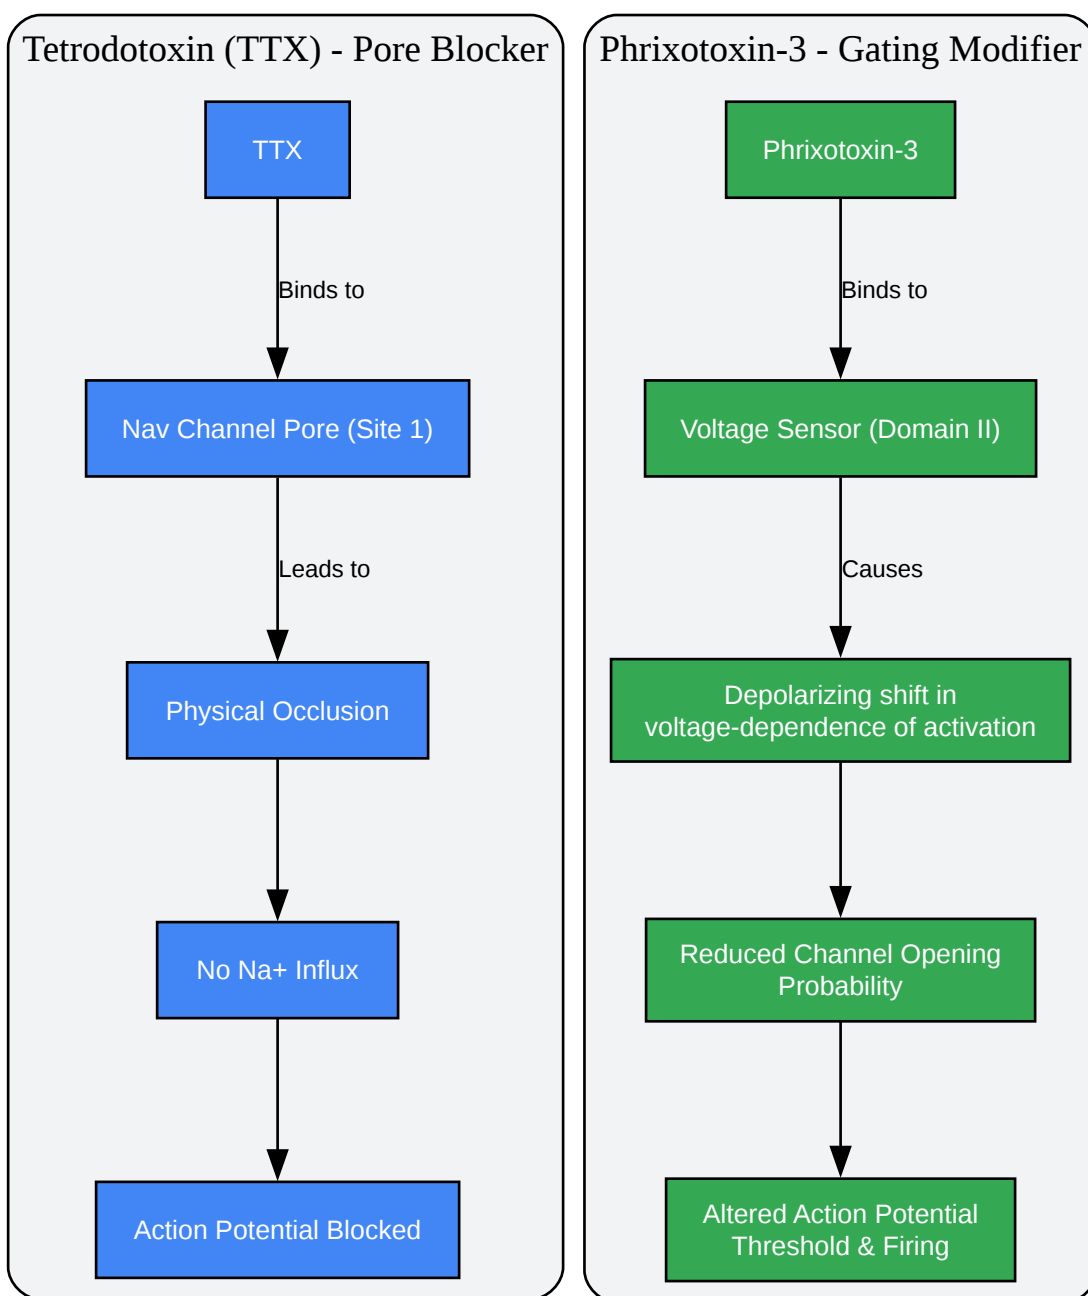 Tetrodotoxin (TTX) - Pore Blocker
TTX
Binds to
Nav Channel Pore (Site 1)
Leads to
Physical Occlusion
No Na+ Influx
Action Potential Blocked
Phrixotoxin-3 - Gating Modifier
Phrixotoxin-3
Binds to
Voltage Sensor (Domain II)
Causes
Depolarizing shift in
voltage-dependence of activation
Reduced Channel Opening
Probability
Altered Action Potential
Threshold & Firing